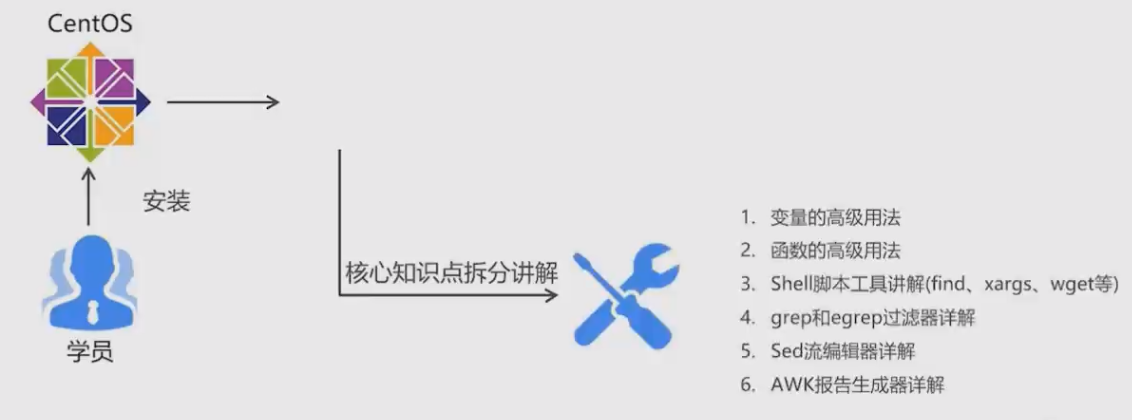 CentOS
安装
学员
核心知识点拆分讲解
1. 变量的高级用法
2. 函数的高级用法
3. Shell脚本工具讲解(find、xargs、wget等)
4. grep和egrep过滤器详解
5. Sed流编辑器详解
6. AWK报告生成器详解